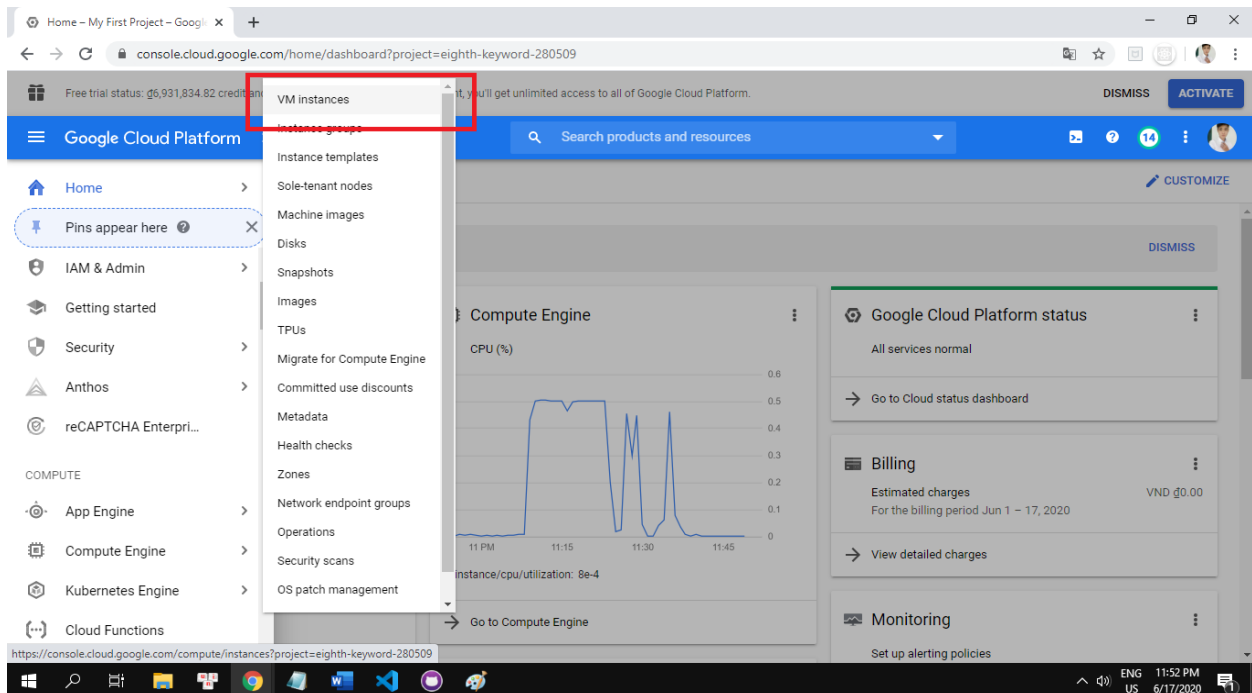 Home – My First Project – Googl
console.cloud.google.com/home/dashboard?project=eighth-keyword-280509
Free trial status: ₫6,931,834.82 credit and
nt, you'll get unlimited access to all of Google Cloud Platform.
DISMISS
ACTIVATE
Google Cloud Platform
Search products and resources
14
CUSTOMIZE
Home
Pins appear here
IAM & Admin
Getting started
Security
Anthos
reCAPTCHA Enterpri...
COMPUTE
App Engine
Compute Engine
Kubernetes Engine
Cloud Functions
VM instances
Instance groups
Instance templates
Sole-tenant nodes
Machine images
Disks
Snapshots
Images
TPUs
Migrate for Compute Engine
Committed use discounts
Metadata
Health checks
Zones
Network endpoint groups
Operations
Security scans
OS patch management
DISMISS
Compute Engine
CPU (%)
0.6
0.5
0.4
0.3
0.2
0.1
0
11 PM
11:15
11:30
11:45
instance/cpu/utilization: 8e-4
Go to Compute Engine
Google Cloud Platform status
All services normal
Go to Cloud status dashboard
Billing
Estimated charges
VND ₫0.00
For the billing period Jun 1 – 17, 2020
View detailed charges
Monitoring
Set up alerting policies
https://console.cloud.google.com/compute/instances?project=eighth-keyword-280509
ENG
US
11:52 PM
6/17/2020
1